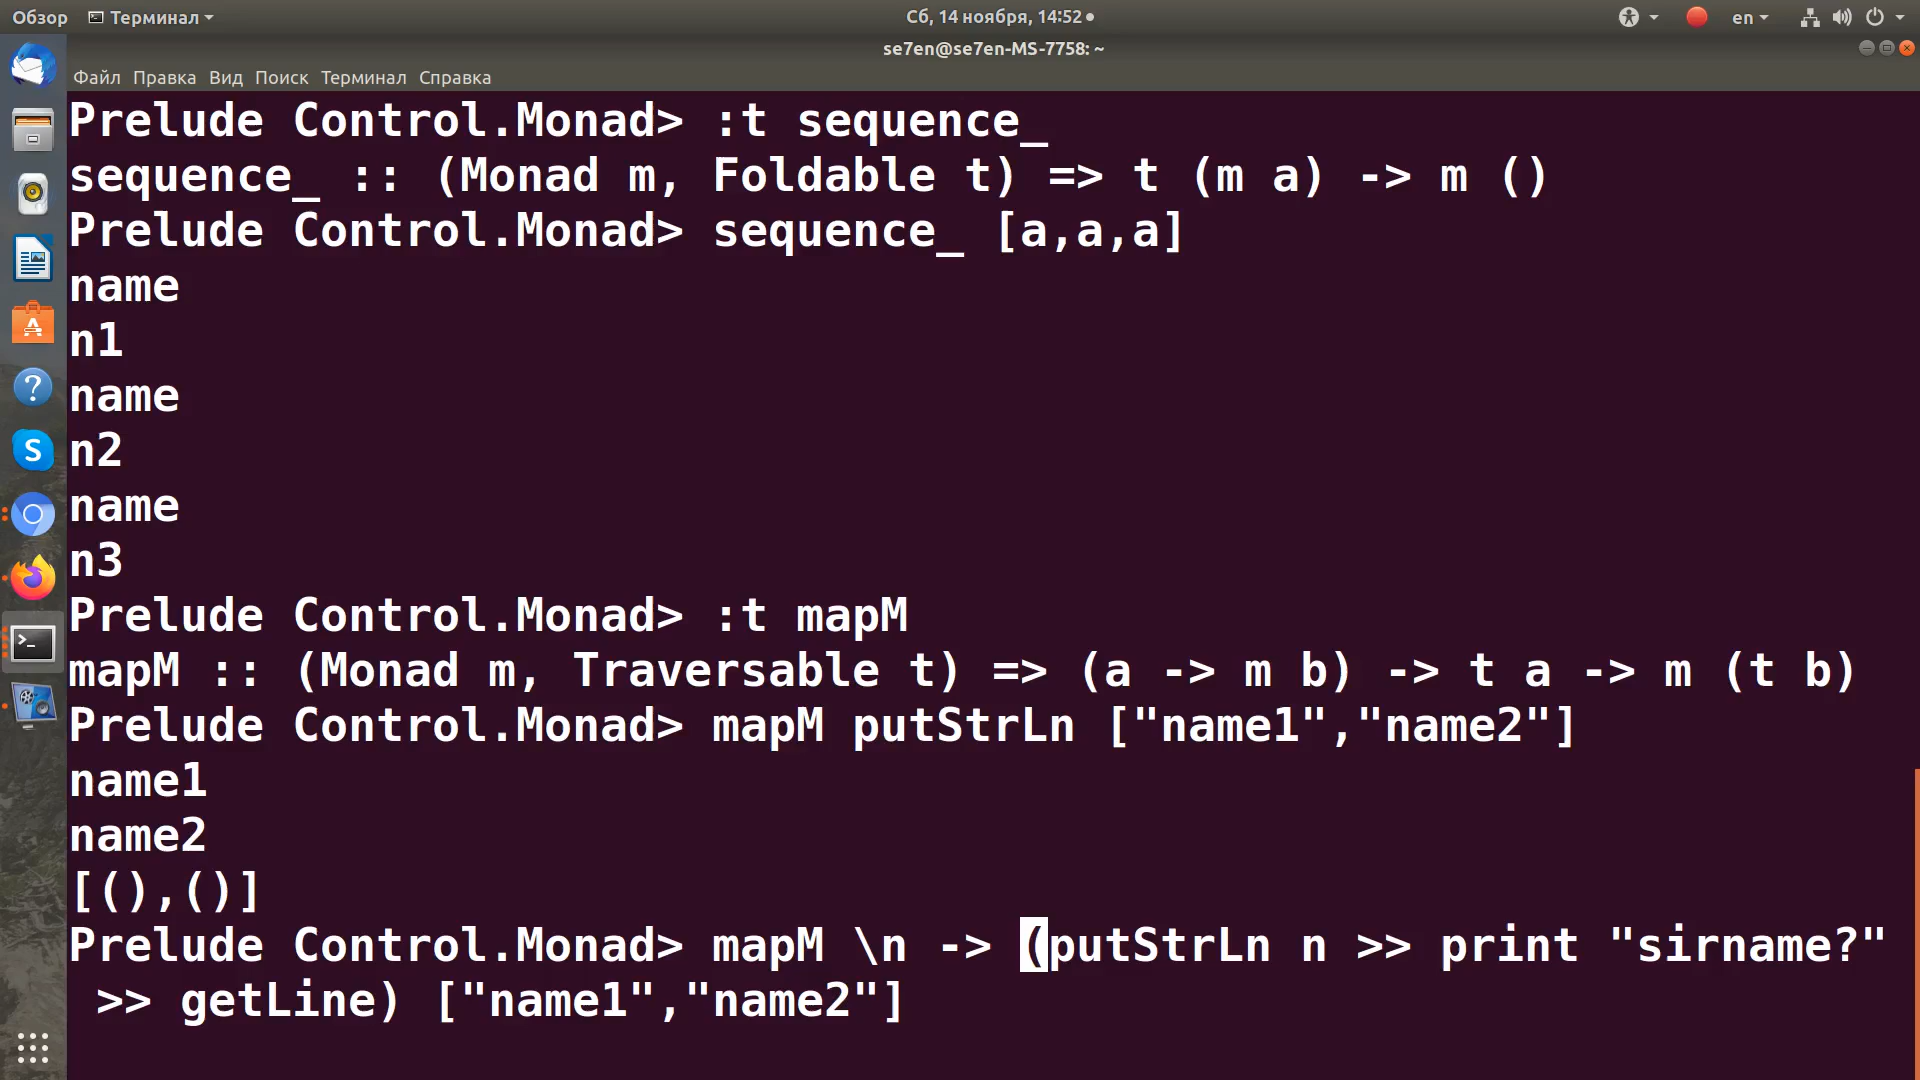 Обзор Терминал Сб, 14 ноября, 14:52 en
se7en@se7en-MS-7758: ~
Файл Правка Вид Поиск Терминал Справка
Prelude Control.Monad> :t sequence_
sequence_ :: (Monad m, Foldable t) => t (m a) -> m ()
Prelude Control.Monad> sequence_ [a,a,a]
name
n1
name
n2
name
n3
Prelude Control.Monad> :t mapM
mapM :: (Monad m, Traversable t) => (a -> m b) -> t a -> m (t b)
Prelude Control.Monad> mapM putStrLn ["name1","name2"]
name1
name2
[(),()]
Prelude Control.Monad> mapM \n -> (putStrLn n >> print "sirname?"
 >> getLine) ["name1","name2"]